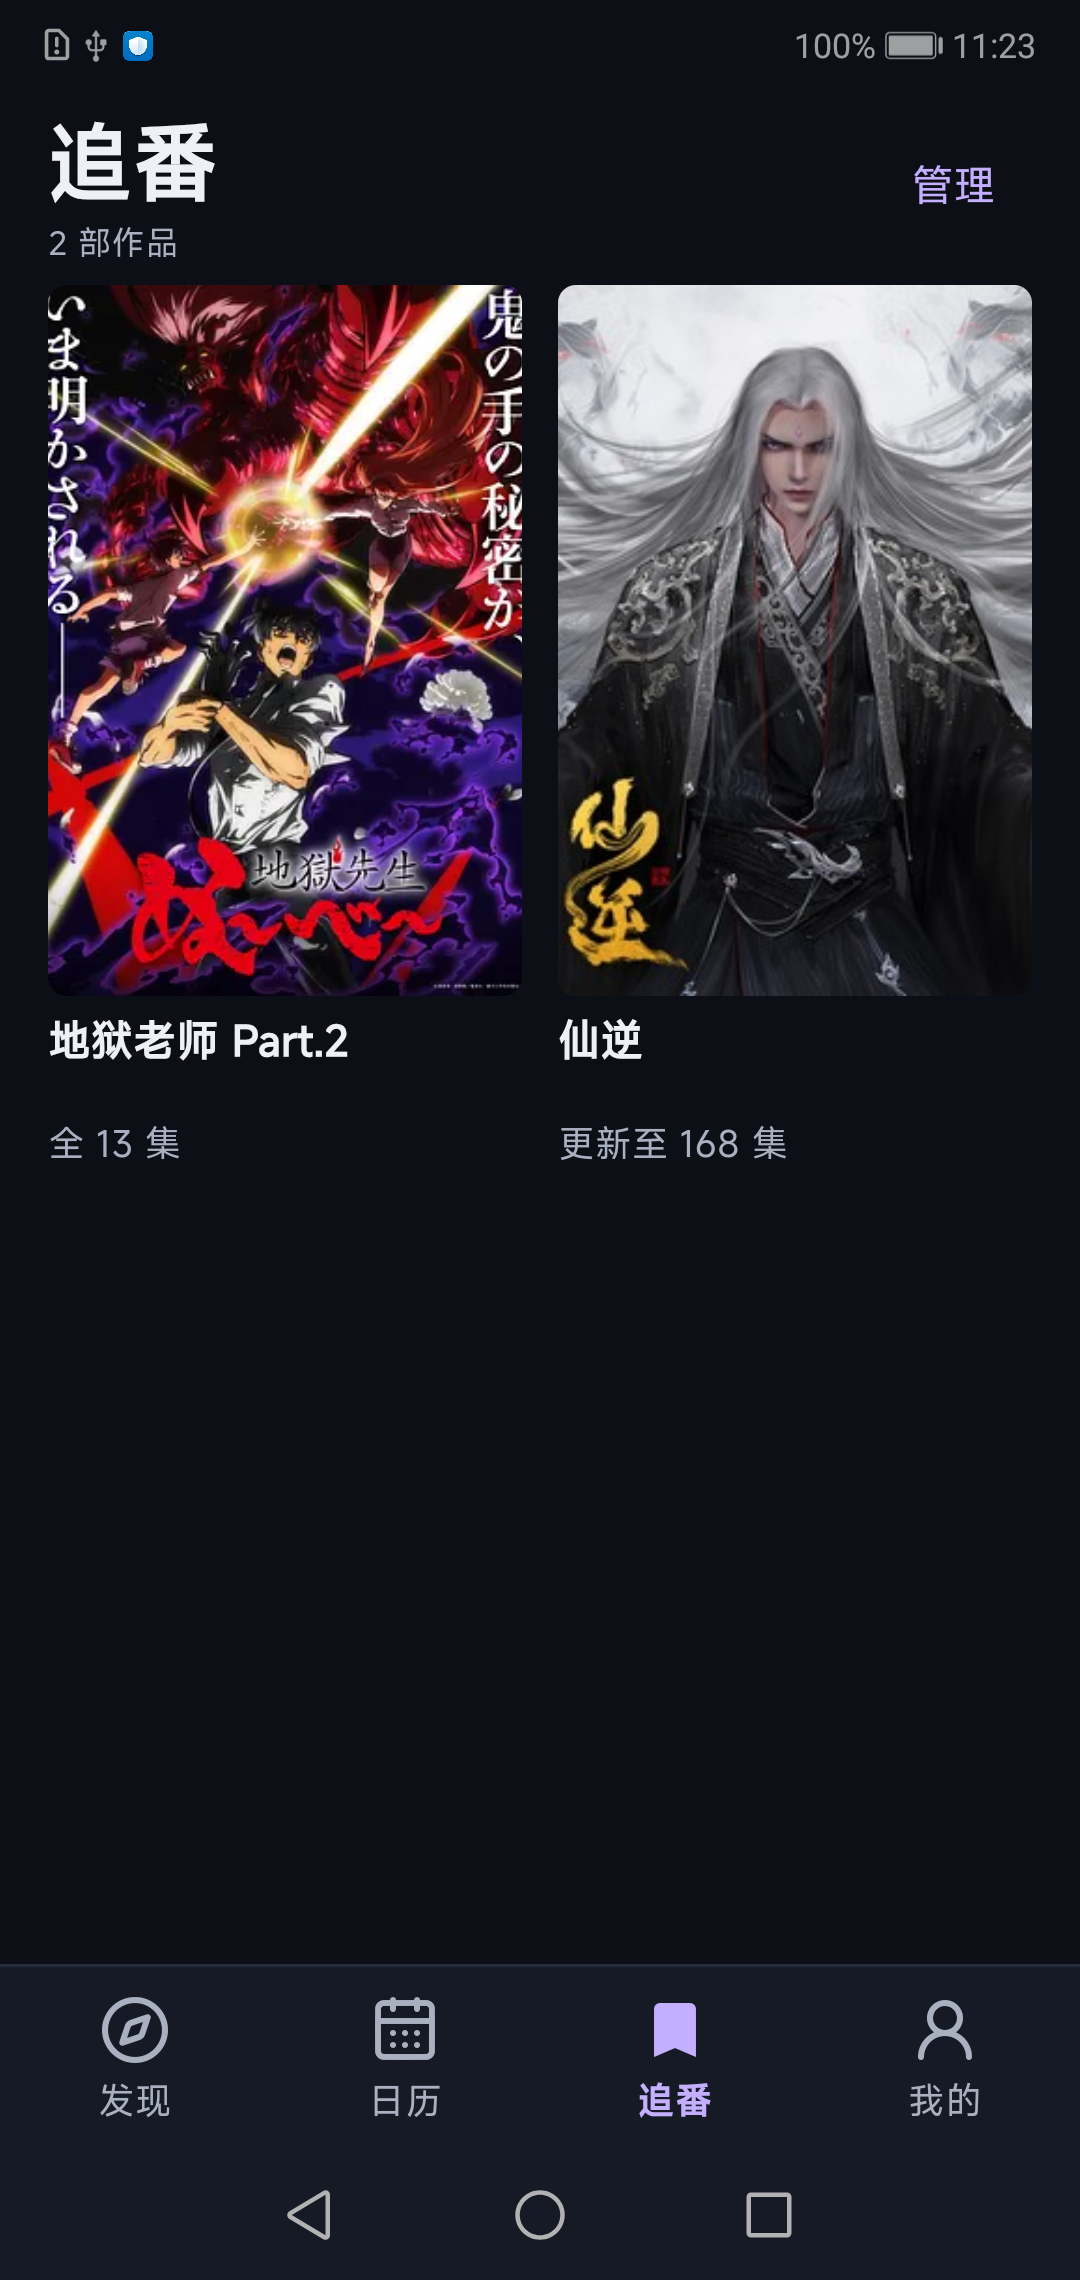 100% 11:23
追番
管理
2 部作品
いま明かされる——
鬼の手の秘密が、
地獄先生
ぬ〜べ〜
仙逆
地狱老师 Part.2
仙逆
全 13 集
更新至 168 集
发现
日历
追番
我的